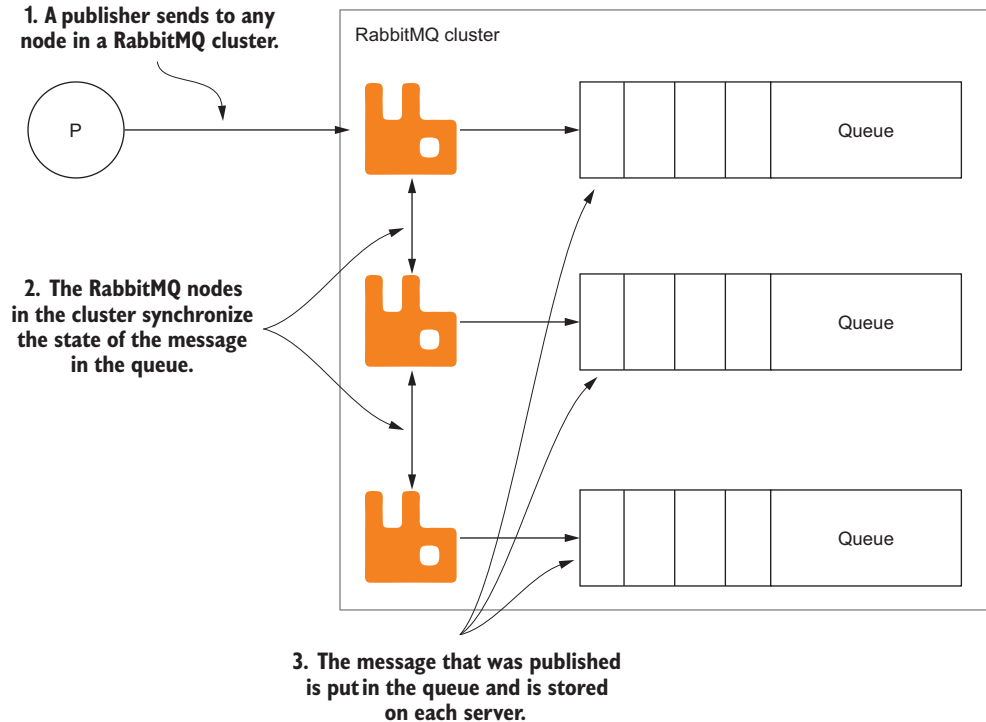 1. A publisher sends to any
node in a RabbitMQ cluster.
RabbitMQ cluster
P
Queue
2. The RabbitMQ nodes
in the cluster synchronize
the state of the message
in the queue.
Queue
Queue
3. The message that was published
is put in the queue and is stored
on each server.